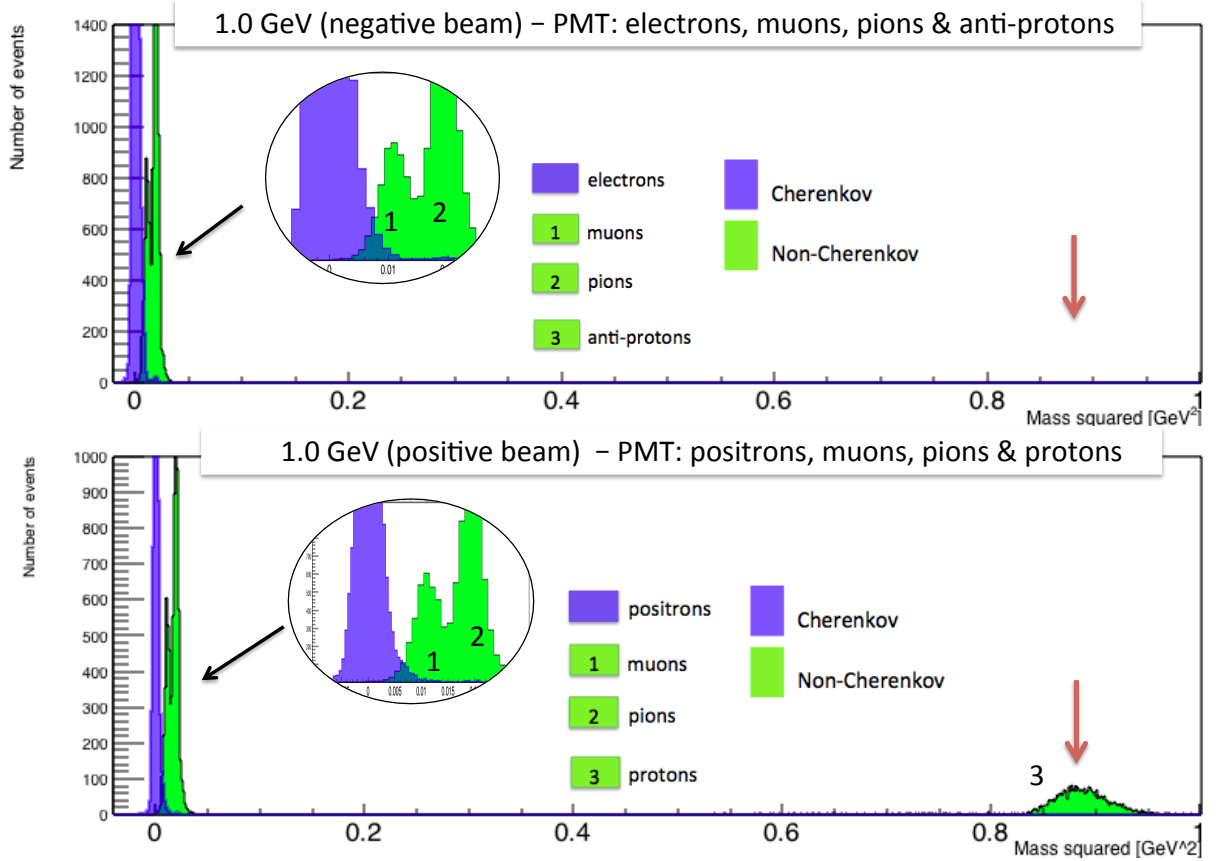 1.0 GeV (negative beam) – PMT: electrons, muons, pions & anti-protons
Number of events
1400
1200
1000
800
600
400
200
0
0 0.2 0.4 0.6 0.8 1
Mass squared [GeV²]
0 0.01
1 2
electrons
1 muons
2 pions
3 anti-protons
Cherenkov
Non-Cherenkov
1.0 GeV (positive beam) – PMT: positrons, muons, pions & protons
Number of events
1000
900
800
700
600
500
400
300
200
100
0
0 0.2 0.4 0.6 0.8 1
Mass squared [GeV^2]
0 0.005 0.01 0.015
1 2
positrons
1 muons
2 pions
3 protons
Cherenkov
Non-Cherenkov
3